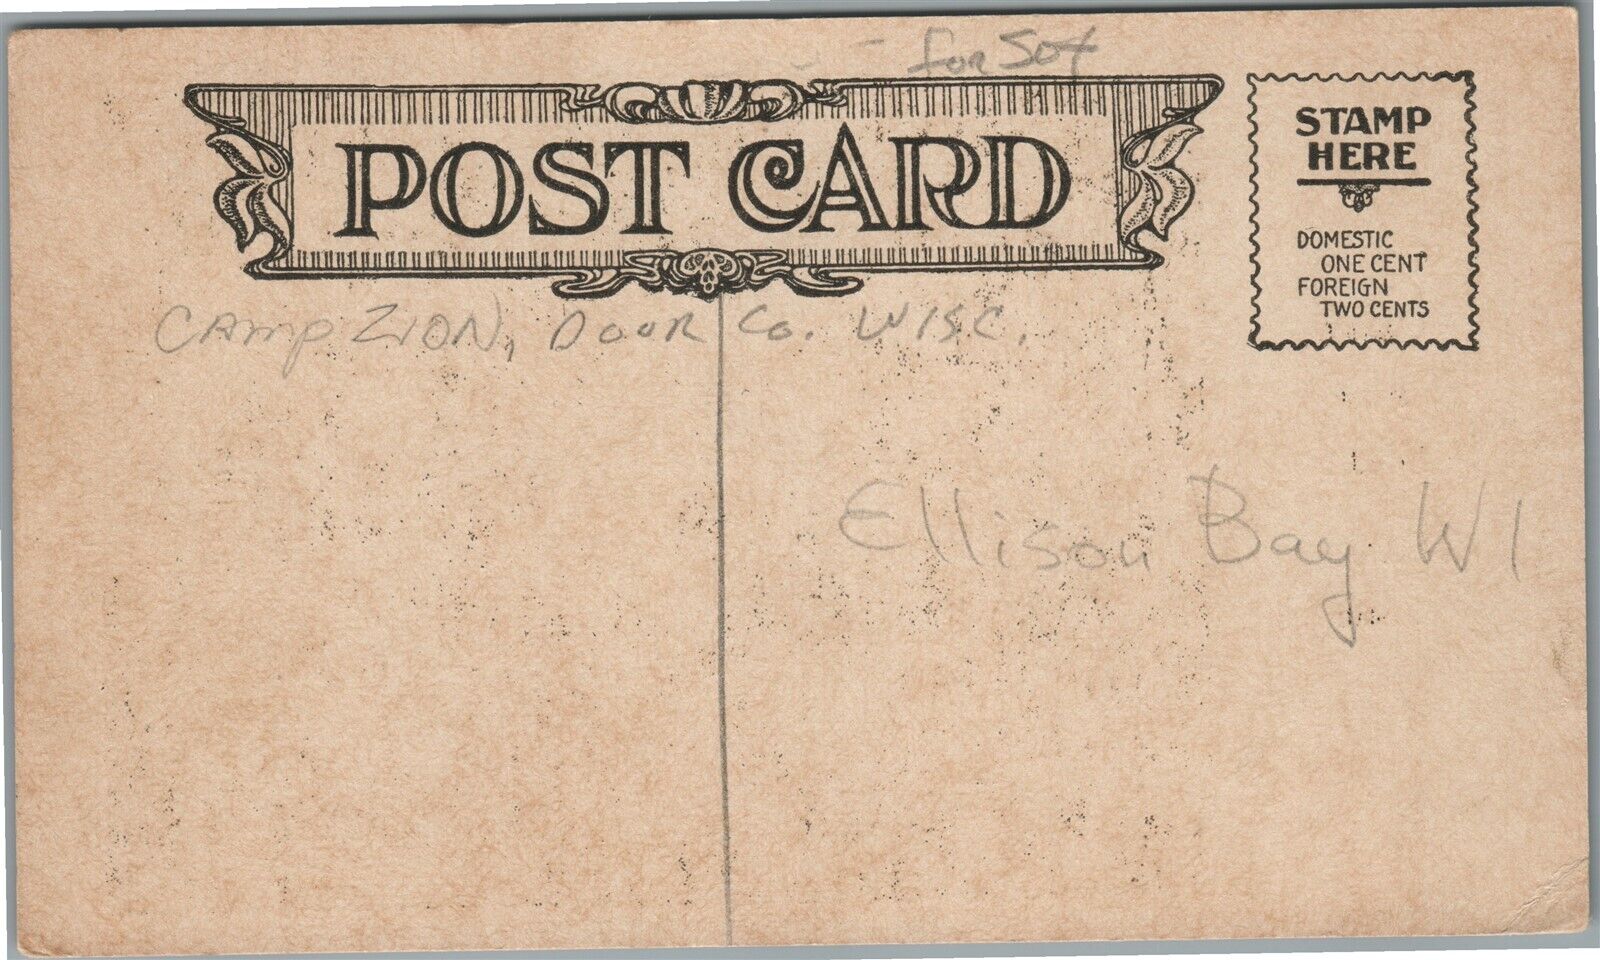 for 50¢
POST CARD
STAMP
HERE
DOMESTIC
ONE CENT
FOREIGN
TWO CENTS
CAMP ZION, DOOR Co. WISC.
Ellison Bay WI